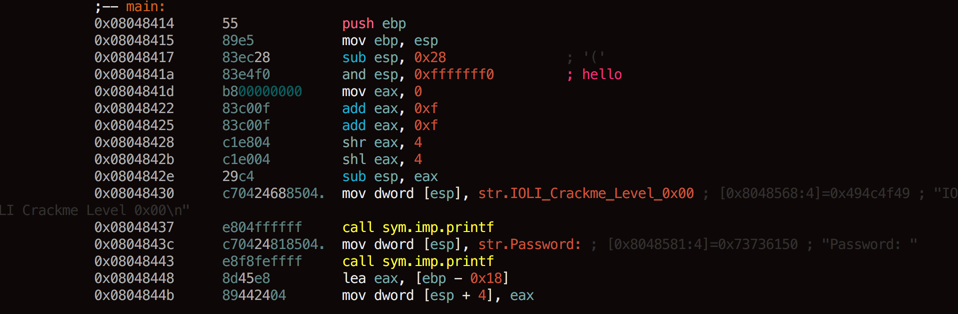 ;-- main:
0x08048414 55 push ebp
0x08048415 89e5 mov ebp, esp
0x08048417 83ec28 sub esp, 0x28 ; '('
0x0804841a 83e4f0 and esp, 0xfffffff0 ; hello
0x0804841d b800000000 mov eax, 0
0x08048422 83c00f add eax, 0xf
0x08048425 83c00f add eax, 0xf
0x08048428 c1e804 shr eax, 4
0x0804842b c1e004 shl eax, 4
0x0804842e 29c4 sub esp, eax
0x08048430 c70424688504. mov dword [esp], str.IOLI_Crackme_Level_0x00 ; [0x8048568:4]=0x494c4f49 ; "IO
LI Crackme Level 0x00\n"
0x08048437 e804ffffff call sym.imp.printf
0x0804843c c70424818504. mov dword [esp], str.Password: ; [0x8048581:4]=0x73736150 ; "Password: "
0x08048443 e8f8feffff call sym.imp.printf
0x08048448 8d45e8 lea eax, [ebp - 0x18]
0x0804844b 89442404 mov dword [esp + 4], eax